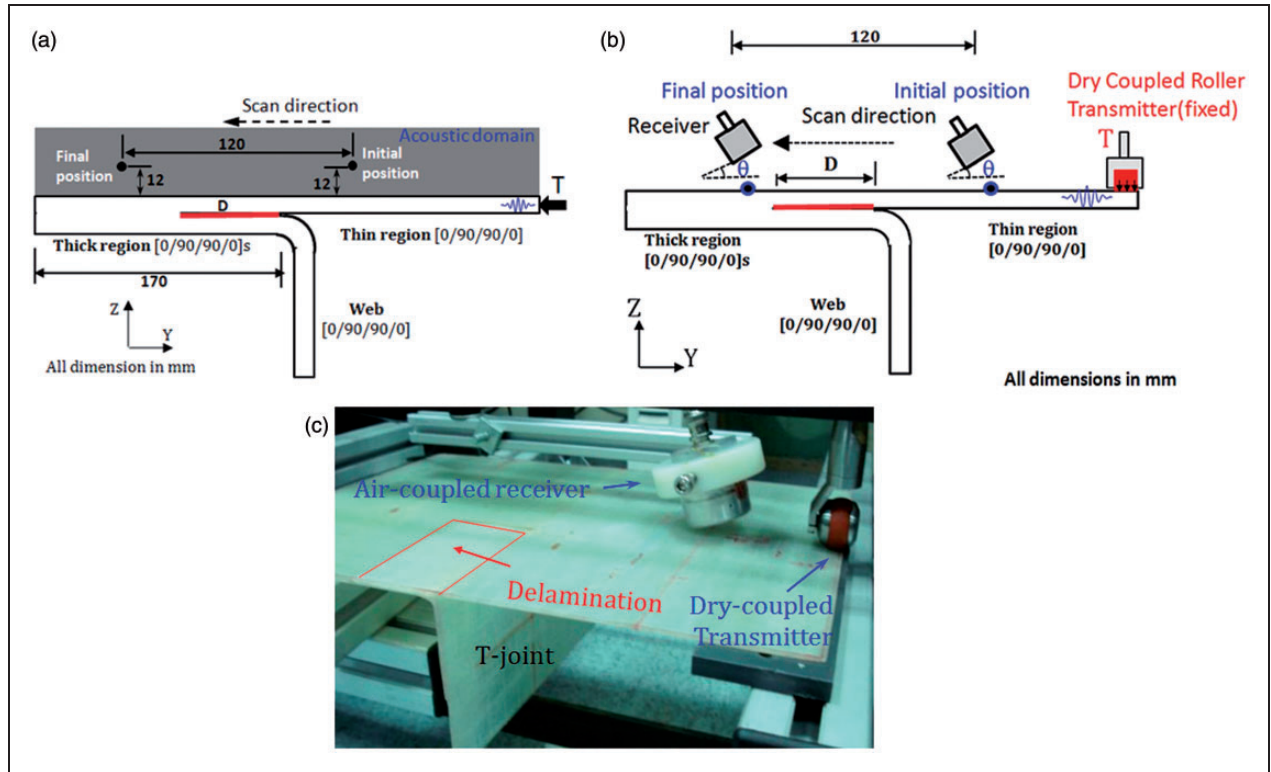 (a)
Scan direction
Acoustic domain
120
Final
position
Initial
position
12
12
T
D
Thick region [0/90/90/0]s
Thin region [0/90/90/0]
170
Web
[0/90/90/0]
Z
Y
All dimension in mm
(b)
120
Dry Coupled Roller
Transmitter(fixed)
T
Final position
Initial position
Receiver
Scan direction
θ
θ
D
Thick region
[0/90/90/0]s
Thin region
[0/90/90/0]
Web
[0/90/90/0]
Z
Y
All dimensions in mm
(c)
Air-coupled receiver
Delamination
Dry-coupled
Transmitter
T-joint